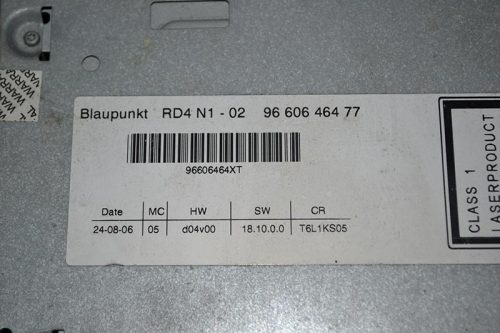 Blaupunkt RD4 N1 - 02 96 606 464 77
96606464XT
Date MC HW SW CR
24-08-06 05 d04v00 18.10.0.0 T6L1KS05
CLASS 1
LASERPRODUCT